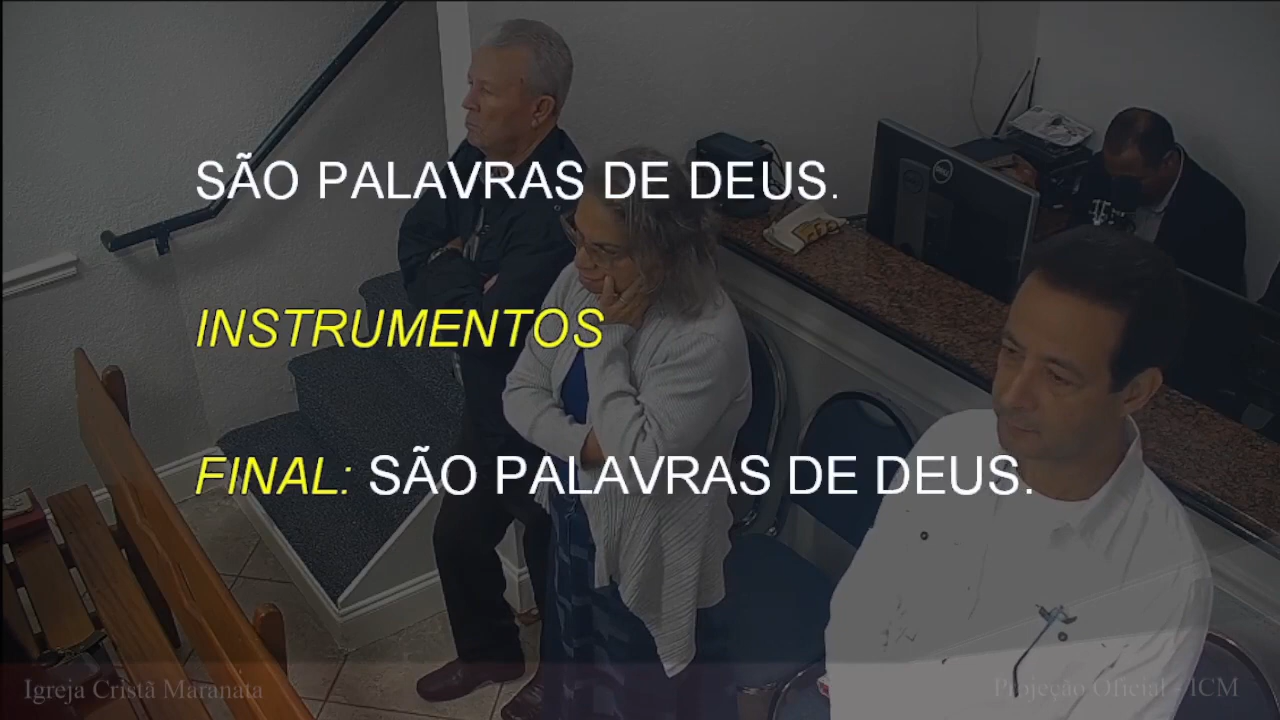 SÃO PALAVRAS DE DEUS.
INSTRUMENTOS
FINAL: SÃO PALAVRAS DE DEUS.
Igreja Cristã Maranata
Projeção Oficial - ICM